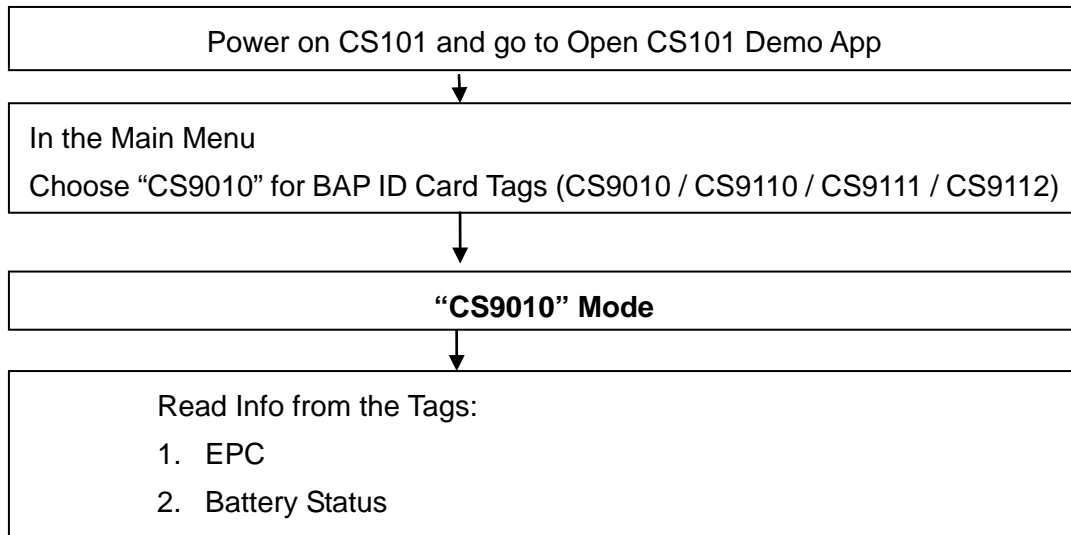 Power on CS101 and go to Open CS101 Demo App
In the Main Menu
Choose “CS9010” for BAP ID Card Tags (CS9010 / CS9110 / CS9111 / CS9112)
“CS9010” Mode
Read Info from the Tags:
1. EPC
2. Battery Status